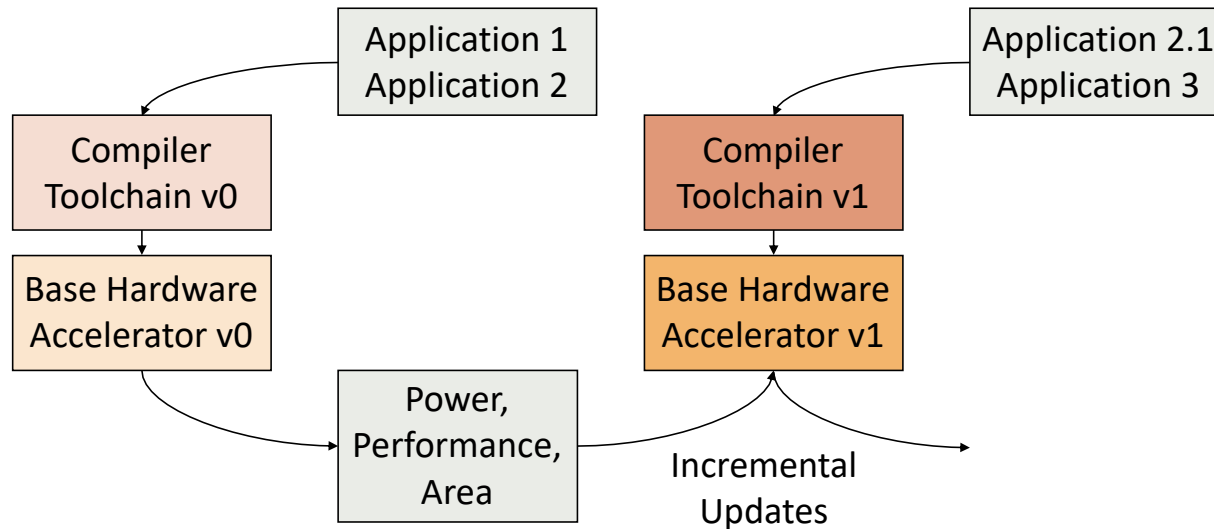 Application 1
Application 2
Application 2.1
Application 3
Compiler
Toolchain v0
Compiler
Toolchain v1
Base Hardware
Accelerator v0
Base Hardware
Accelerator v1
Power,
Performance,
Area
Incremental
Updates